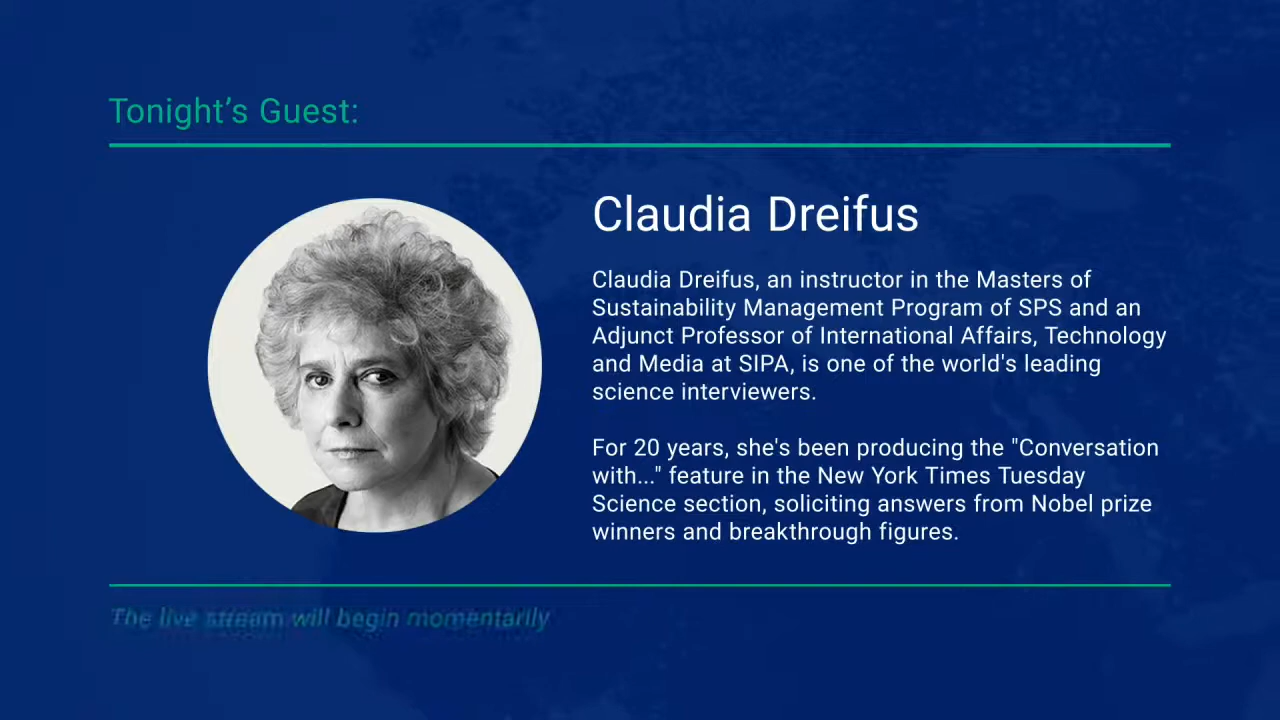 Tonight’s Guest:
Claudia Dreifus
Claudia Dreifus, an instructor in the Masters of
Sustainability Management Program of SPS and an
Adjunct Professor of International Affairs, Technology
and Media at SIPA, is one of the world's leading
science interviewers.
For 20 years, she's been producing the "Conversation
with..." feature in the New York Times Tuesday
Science section, soliciting answers from Nobel prize
winners and breakthrough figures.
The live stream will begin momentarily